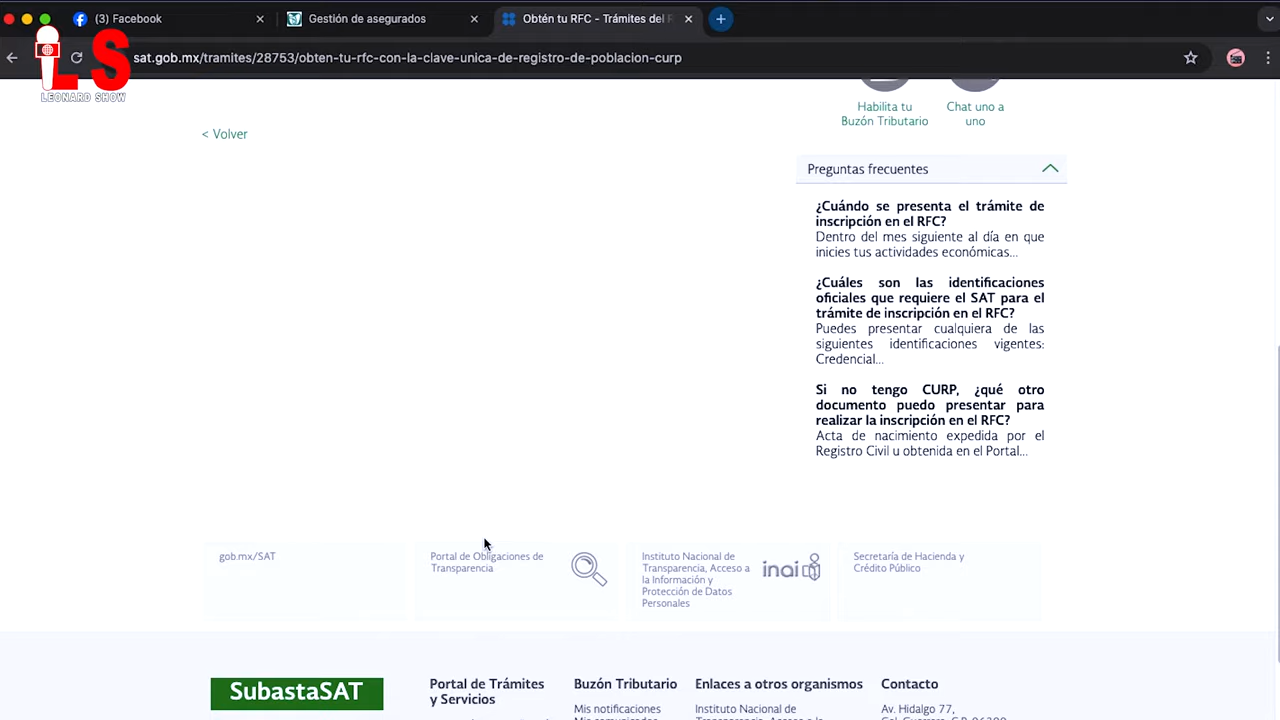 (3) Facebook
Gestión de asegurados
Obtén tu RFC - Trámites del R
LS
LEONARD SHOW
sat.gob.mx/tramites/28753/obten-tu-rfc-con-la-clave-unica-de-registro-de-poblacion-curp
Habilita tu
Buzón Tributario
Chat uno a
uno
< Volver
Preguntas frecuentes
¿Cuándo se presenta el trámite de
inscripción en el RFC?
Dentro del mes siguiente al día en que
inicies tus actividades económicas...
¿Cuáles son las identificaciones
oficiales que requiere el SAT para el
trámite de inscripción en el RFC?
Puedes presentar cualquiera de las
siguientes identificaciones vigentes:
Credencial...
Si no tengo CURP, ¿qué otro
documento puedo presentar para
realizar la inscripción en el RFC?
Acta de nacimiento expedida por el
Registro Civil u obtenida en el Portal...
gob.mx/SAT
Portal de Obligaciones de
Transparencia
Instituto Nacional de
Transparencia, Acceso a
la Información y
Protección de Datos
Personales
inai
Secretaría de Hacienda y
Crédito Público
SubastaSAT
Portal de Trámites
y Servicios
Buzón Tributario
Mis notificaciones
Enlaces a otros organismos
Instituto Nacional de
Contacto
Av. Hidalgo 77,